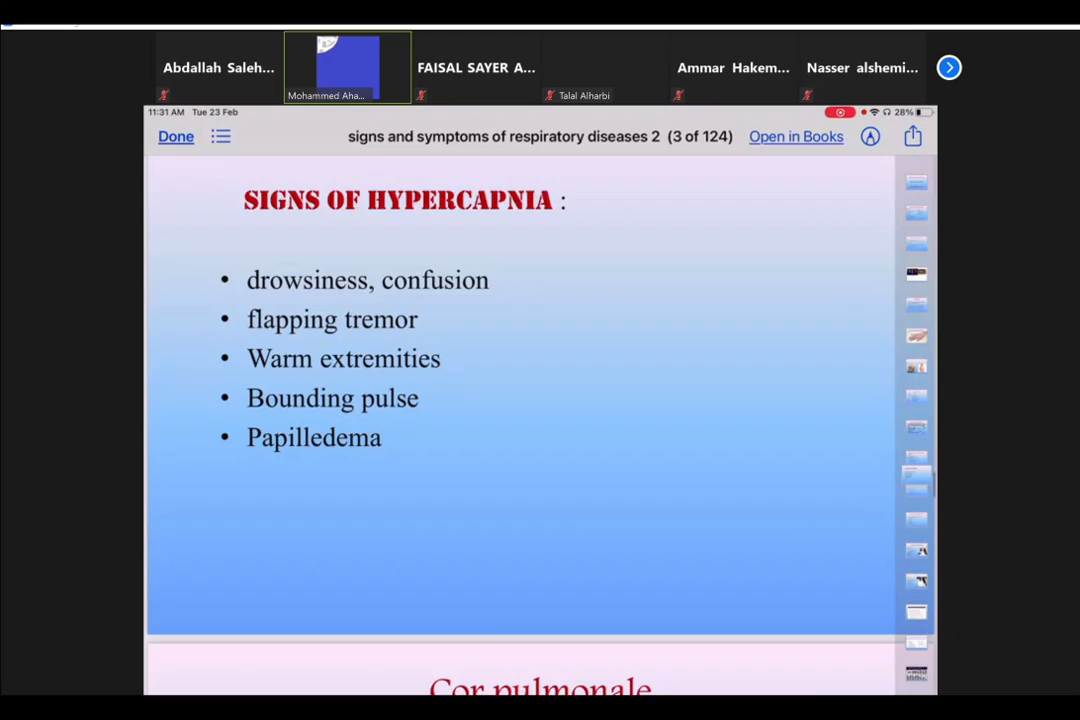 Abdallah Saleh...
FAISAL SAYER A...
Ammar Hakem...
Nasser alshemi...
Mohammed Aha...
Talal Alharbi
11:31 AM Tue 23 Feb
28%
Done
signs and symptoms of respiratory diseases 2 (3 of 124)
Open in Books
SIGNS OF HYPERCAPNIA :
• drowsiness, confusion
• flapping tremor
• Warm extremities
• Bounding pulse
• Papilledema
Cor pulmonale